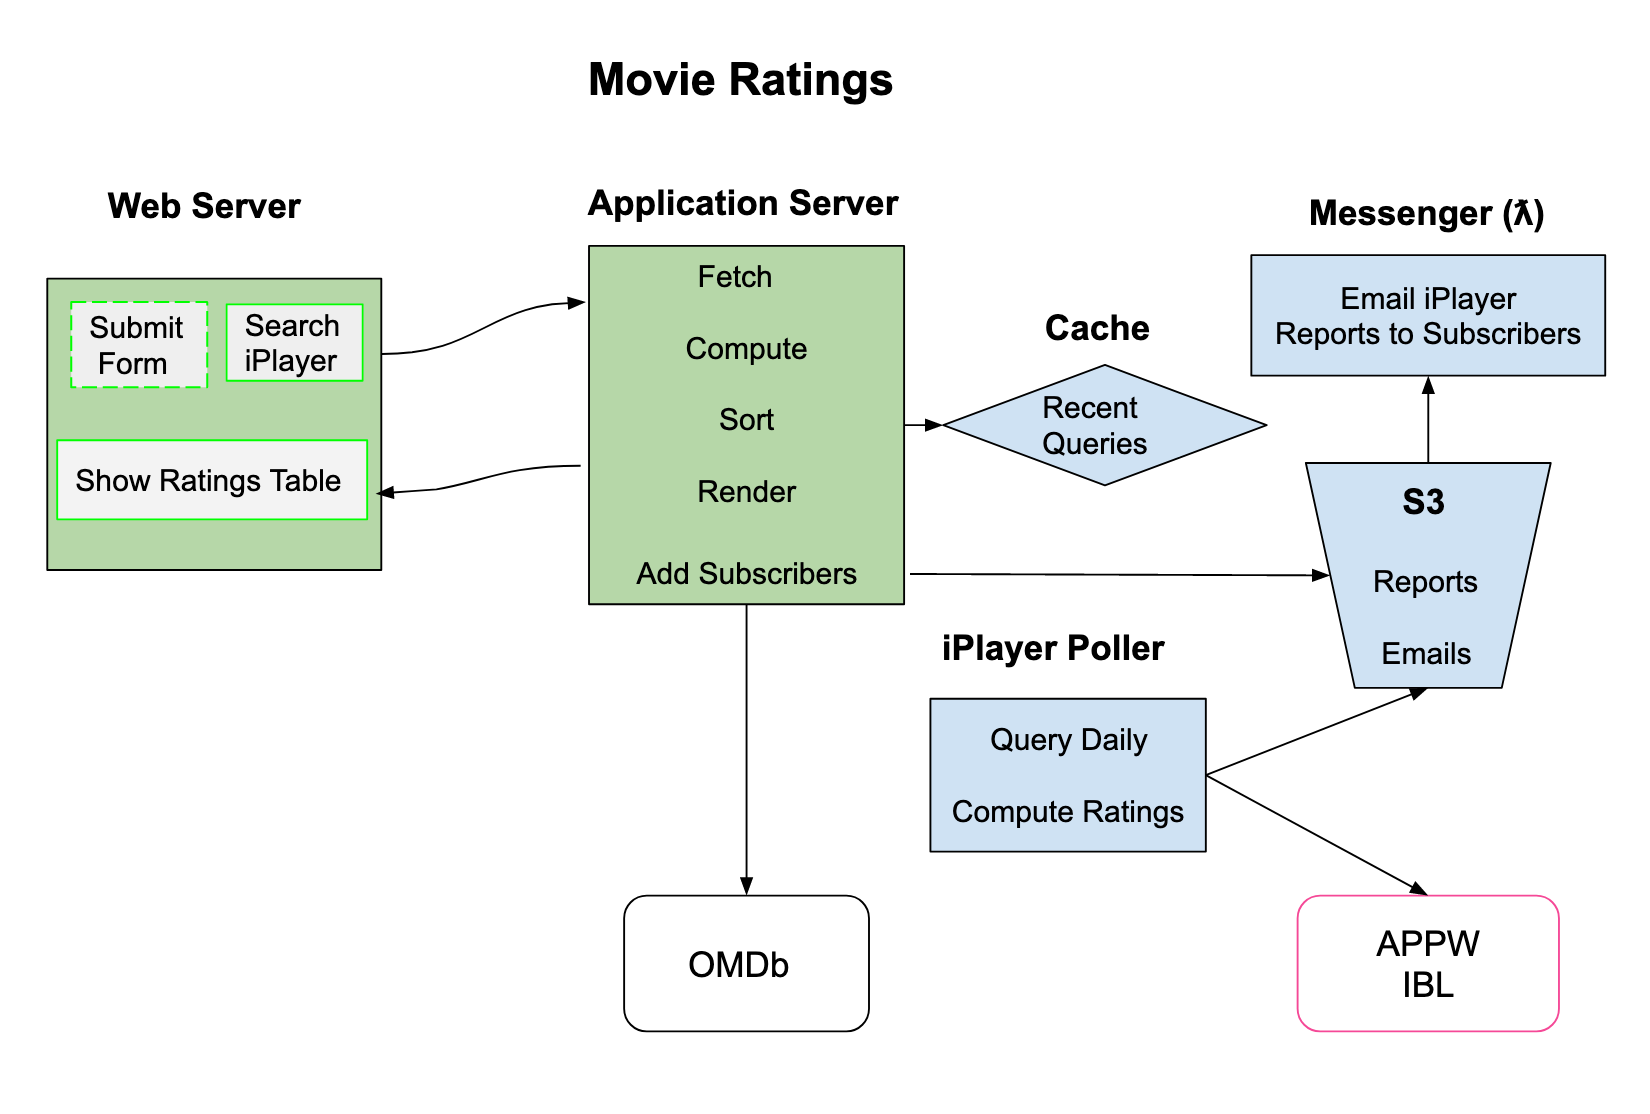 Movie Ratings
Web Server
Submit
Form
Search
iPlayer
Show Ratings Table
Application Server
Fetch
Compute
Sort
Render
Add Subscribers
Cache
Recent
Queries
Messenger (ƛ)
Email iPlayer
Reports to Subscribers
S3
Reports
Emails
iPlayer Poller
Query Daily
Compute Ratings
OMDb
APPW
IBL